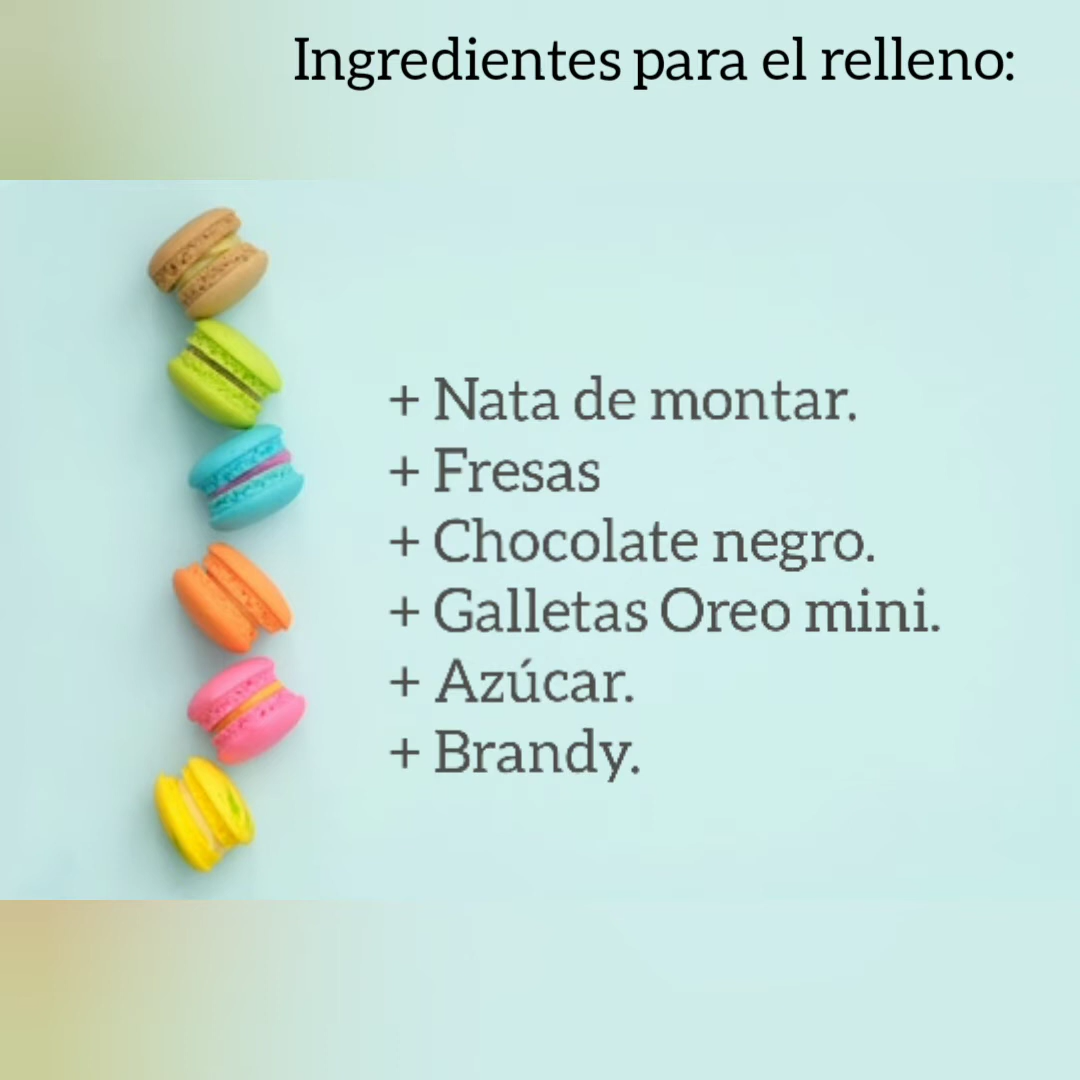 Ingredientes para el relleno:
+ Nata de montar.
+ Fresas
+ Chocolate negro.
+ Galletas Oreo mini.
+ Azúcar.
+ Brandy.